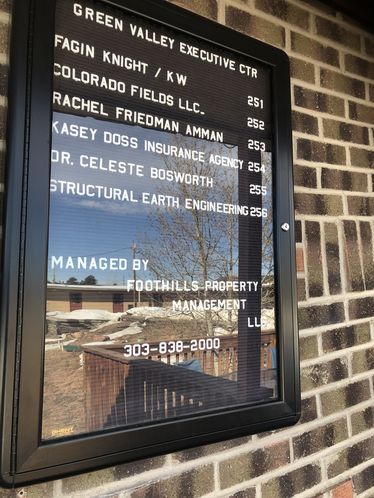 GREEN VALLEY EXECUTIVE CTR
FAGIN KNIGHT / KW 251
COLORADO FIELDS LLC. 252
RACHEL FRIEDMAN AMMAN 253
KASEY DOSS INSURANCE AGENCY 254
DR. CELESTE BOSWORTH 255
STRUCTURAL EARTH ENGINEERING 256
MANAGED BY
FOOTHILLS PROPERTY
MANAGEMENT
LLC
303-838-2000